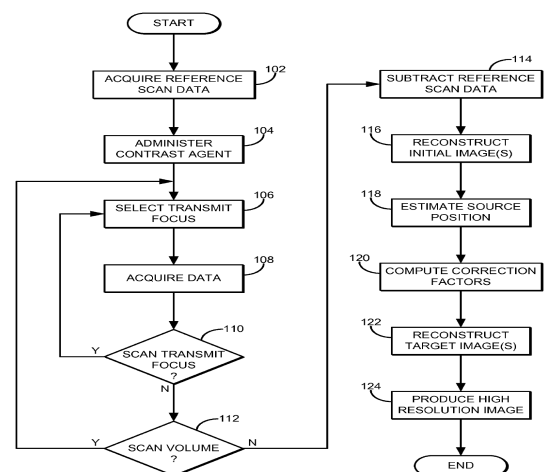 START
ACQUIRE REFERENCE
SCAN DATA
102
ADMINISTER
CONTRAST AGENT
104
SELECT TRANSMIT
FOCUS
106
ACQUIRE DATA
108
SCAN TRANSMIT
FOCUS
?
110
Y
N
SCAN VOLUME
?
112
Y
N
SUBTRACT REFERENCE
SCAN DATA
114
RECONSTRUCT
INITIAL IMAGE(S)
116
ESTIMATE SOURCE
POSITION
118
COMPUTE CORRECTION
FACTORS
120
RECONSTRUCT
TARGET IMAGE(S)
122
PRODUCE HIGH
RESOLUTION IMAGE
124
END